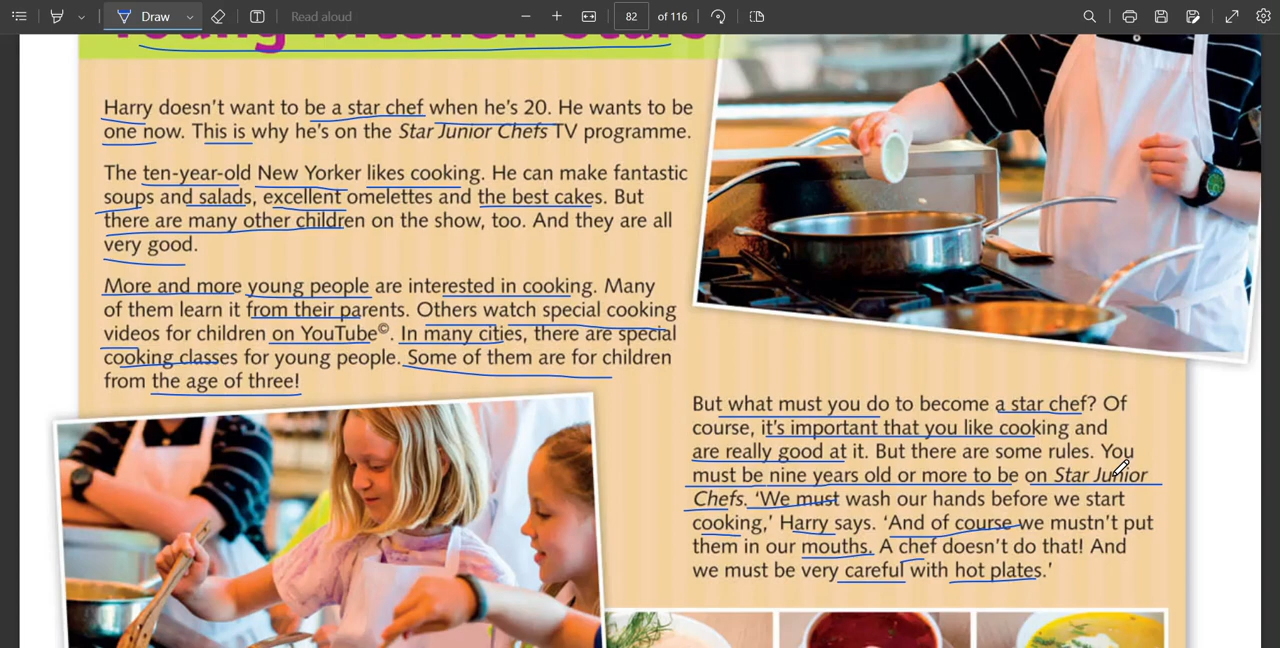 Draw
Read aloud
82
of 116
Young Kitchen Stars
Harry doesn't want to be a star chef when he's 20. He wants to be
one now. This is why he's on the Star Junior Chefs TV programme.
The ten-year-old New Yorker likes cooking. He can make fantastic
soups and salads, excellent omelettes and the best cakes. But
there are many other children on the show, too. And they are all
very good.
More and more young people are interested in cooking. Many
of them learn it from their parents. Others watch special cooking
videos for children on YouTube©. In many cities, there are special
cooking classes for young people. Some of them are for children
from the age of three!
But what must you do to become a star chef? Of
course, it's important that you like cooking and
are really good at it. But there are some rules. You
must be nine years old or more to be on Star Junior
Chefs. 'We must wash our hands before we start
cooking,' Harry says. 'And of course we mustn't put
them in our mouths. A chef doesn't do that! And
we must be very careful with hot plates.'